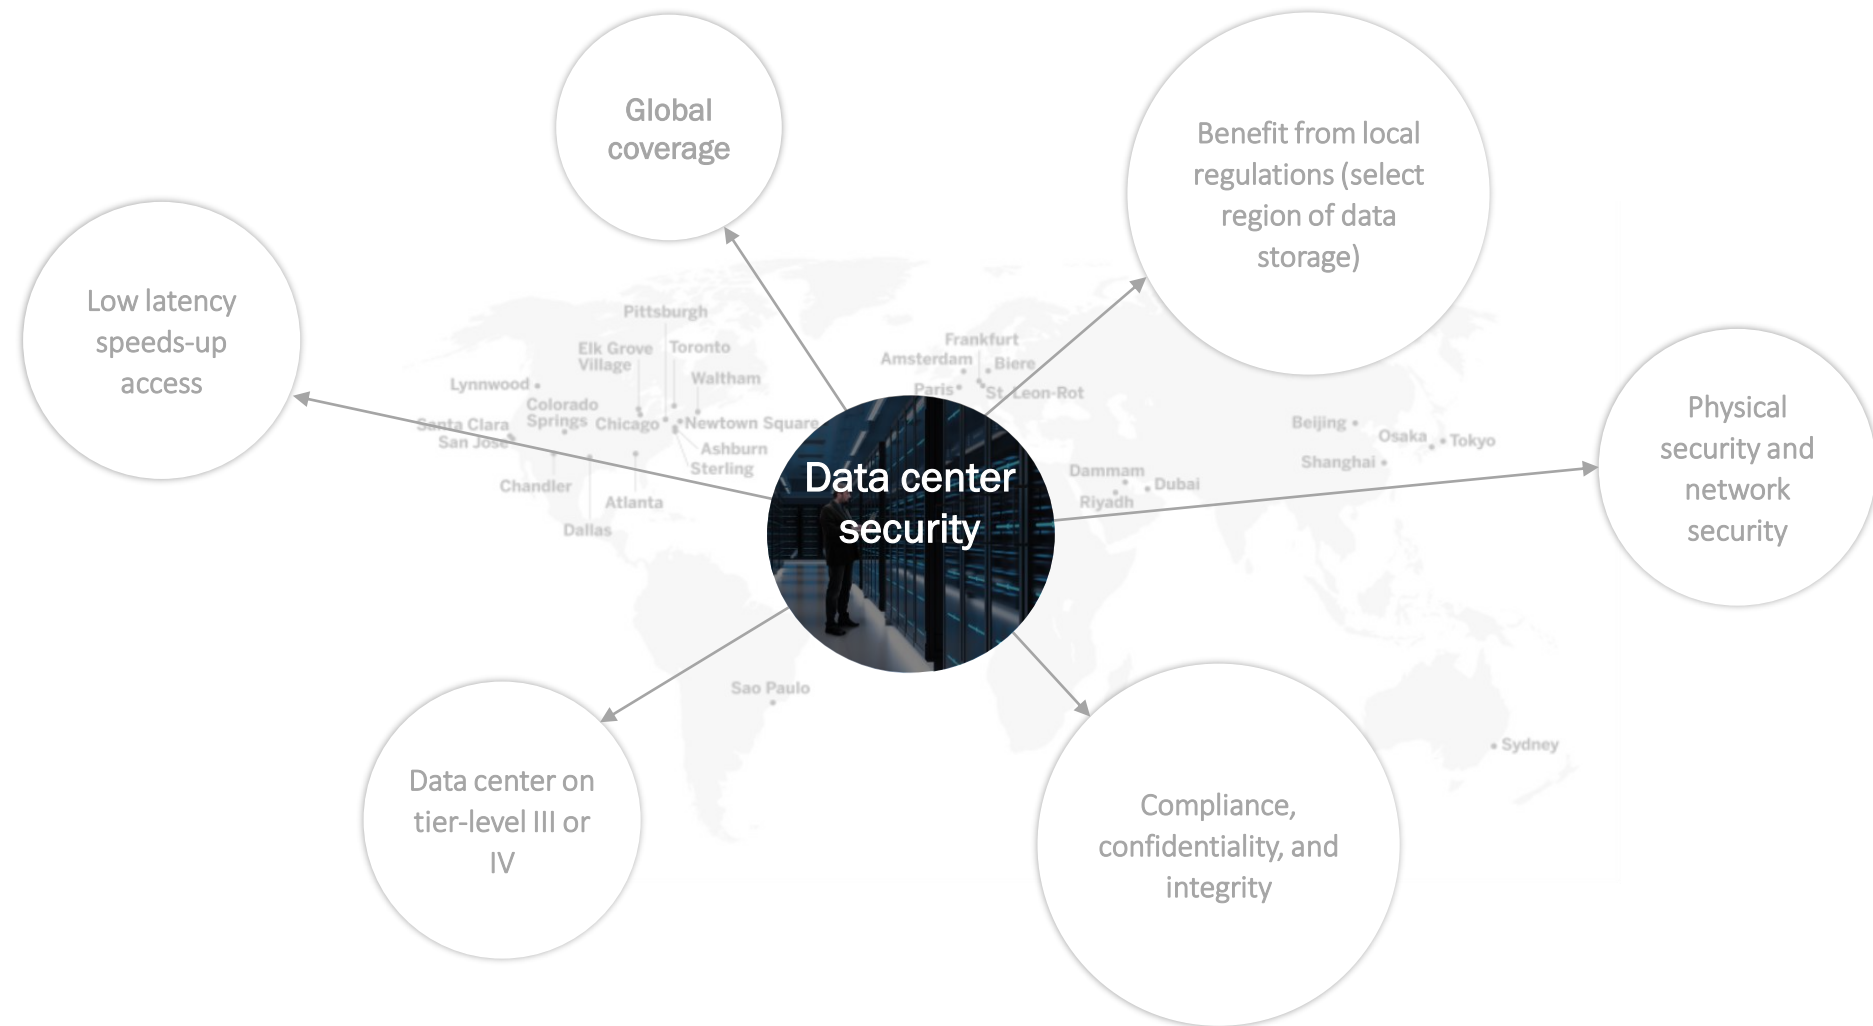 Global
coverage
Benefit from local
regulations (select
region of data
storage)
Low latency
speeds-up
access
Pittsburgh
Elk Grove
Village
Toronto
Waltham
Lynnwood
Colorado
Springs
Santa Clara
San Jose
Chicago
Newtown Square
Ashburn
Sterling
Chandler
Atlanta
Dallas
Frankfurt
Amsterdam
Biere
Paris
St. Leon-Rot
Beijing
Osaka
Tokyo
Shanghai
Dammam
Dubai
Riyadh
Physical
security and
network
security
Data center
security
Sao Paulo
Sydney
Data center on
tier-level III or
IV
Compliance,
confidentiality, and
integrity